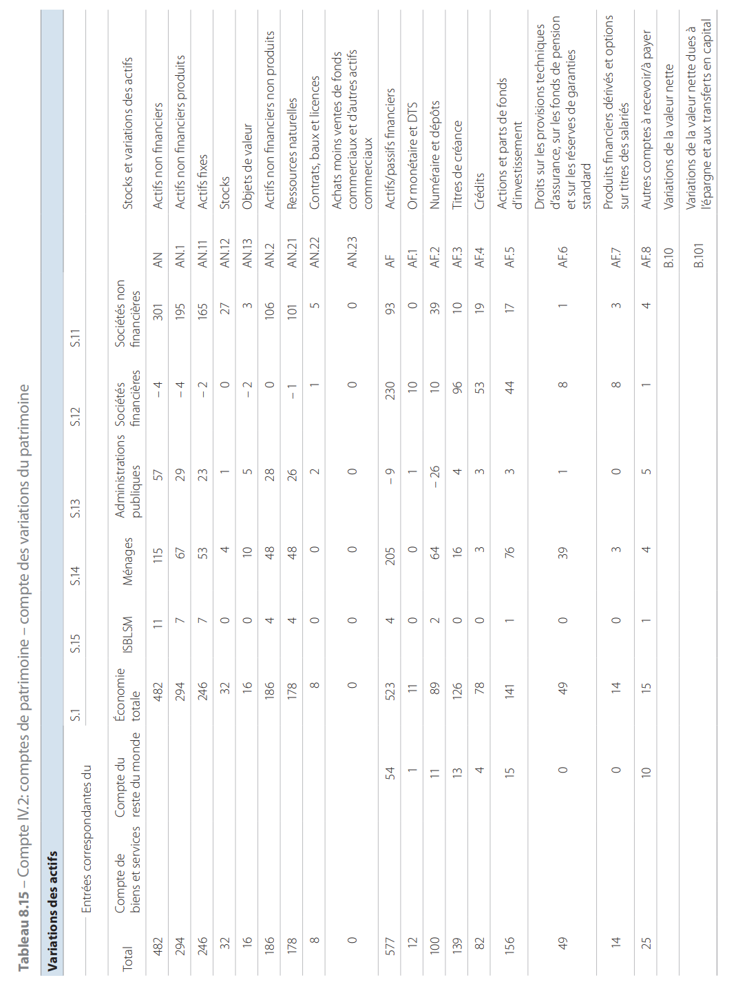 Tableau 8.15 – Compte IV.2: comptes de patrimoine – compte des variations du patrimoine
Variations des actifs
Entrées correspondantes du S.1 S.15 S.14 S.13 S.12 S.11
Total Compte de biens et services Compte du reste du monde Économie totale ISBLSM Ménages Administrations publiques Sociétés financières Sociétés non financières Stocks et variations des actifs
482 482 11 115 57 – 4 301 AN Actifs non financiers
294 294 7 67 29 – 4 195 AN.1 Actifs non financiers produits
246 246 7 53 23 – 2 165 AN.11 Actifs fixes
32 32 0 4 1 0 27 AN.12 Stocks
16 16 0 10 5 – 2 3 AN.13 Objets de valeur
186 186 4 48 28 0 106 AN.2 Actifs non financiers non produits
178 178 4 48 26 – 1 101 AN.21 Ressources naturelles
8 8 0 0 2 1 5 AN.22 Contrats, baux et licences
0 0 0 0 0 0 0 AN.23 Achats moins ventes de fonds
commerciaux et d'autres actifs
commerciaux
577 54 523 4 205 – 9 230 93 AF Actifs/passifs financiers
12 1 11 0 0 1 10 0 AF.1 Or monétaire et DTS
100 11 89 2 64 – 26 10 39 AF.2 Numéraire et dépôts
139 13 126 0 16 4 96 10 AF.3 Titres de créance
82 4 78 0 3 3 53 19 AF.4 Crédits
156 15 141 1 76 3 44 17 AF.5 Actions et parts de fonds
d'investissement
49 0 49 0 39 1 8 1 AF.6 Droits sur les provisions techniques
d'assurance, sur les fonds de pension
et sur les réserves de garanties
standard
14 0 14 0 3 0 8 3 AF.7 Produits financiers dérivés et options
sur titres des salariés
25 10 15 1 4 5 1 4 AF.8 Autres comptes à recevoir/à payer
B.10 Variations de la valeur nette
B.101 Variations de la valeur nette dues à
l'épargne et aux transferts en capital